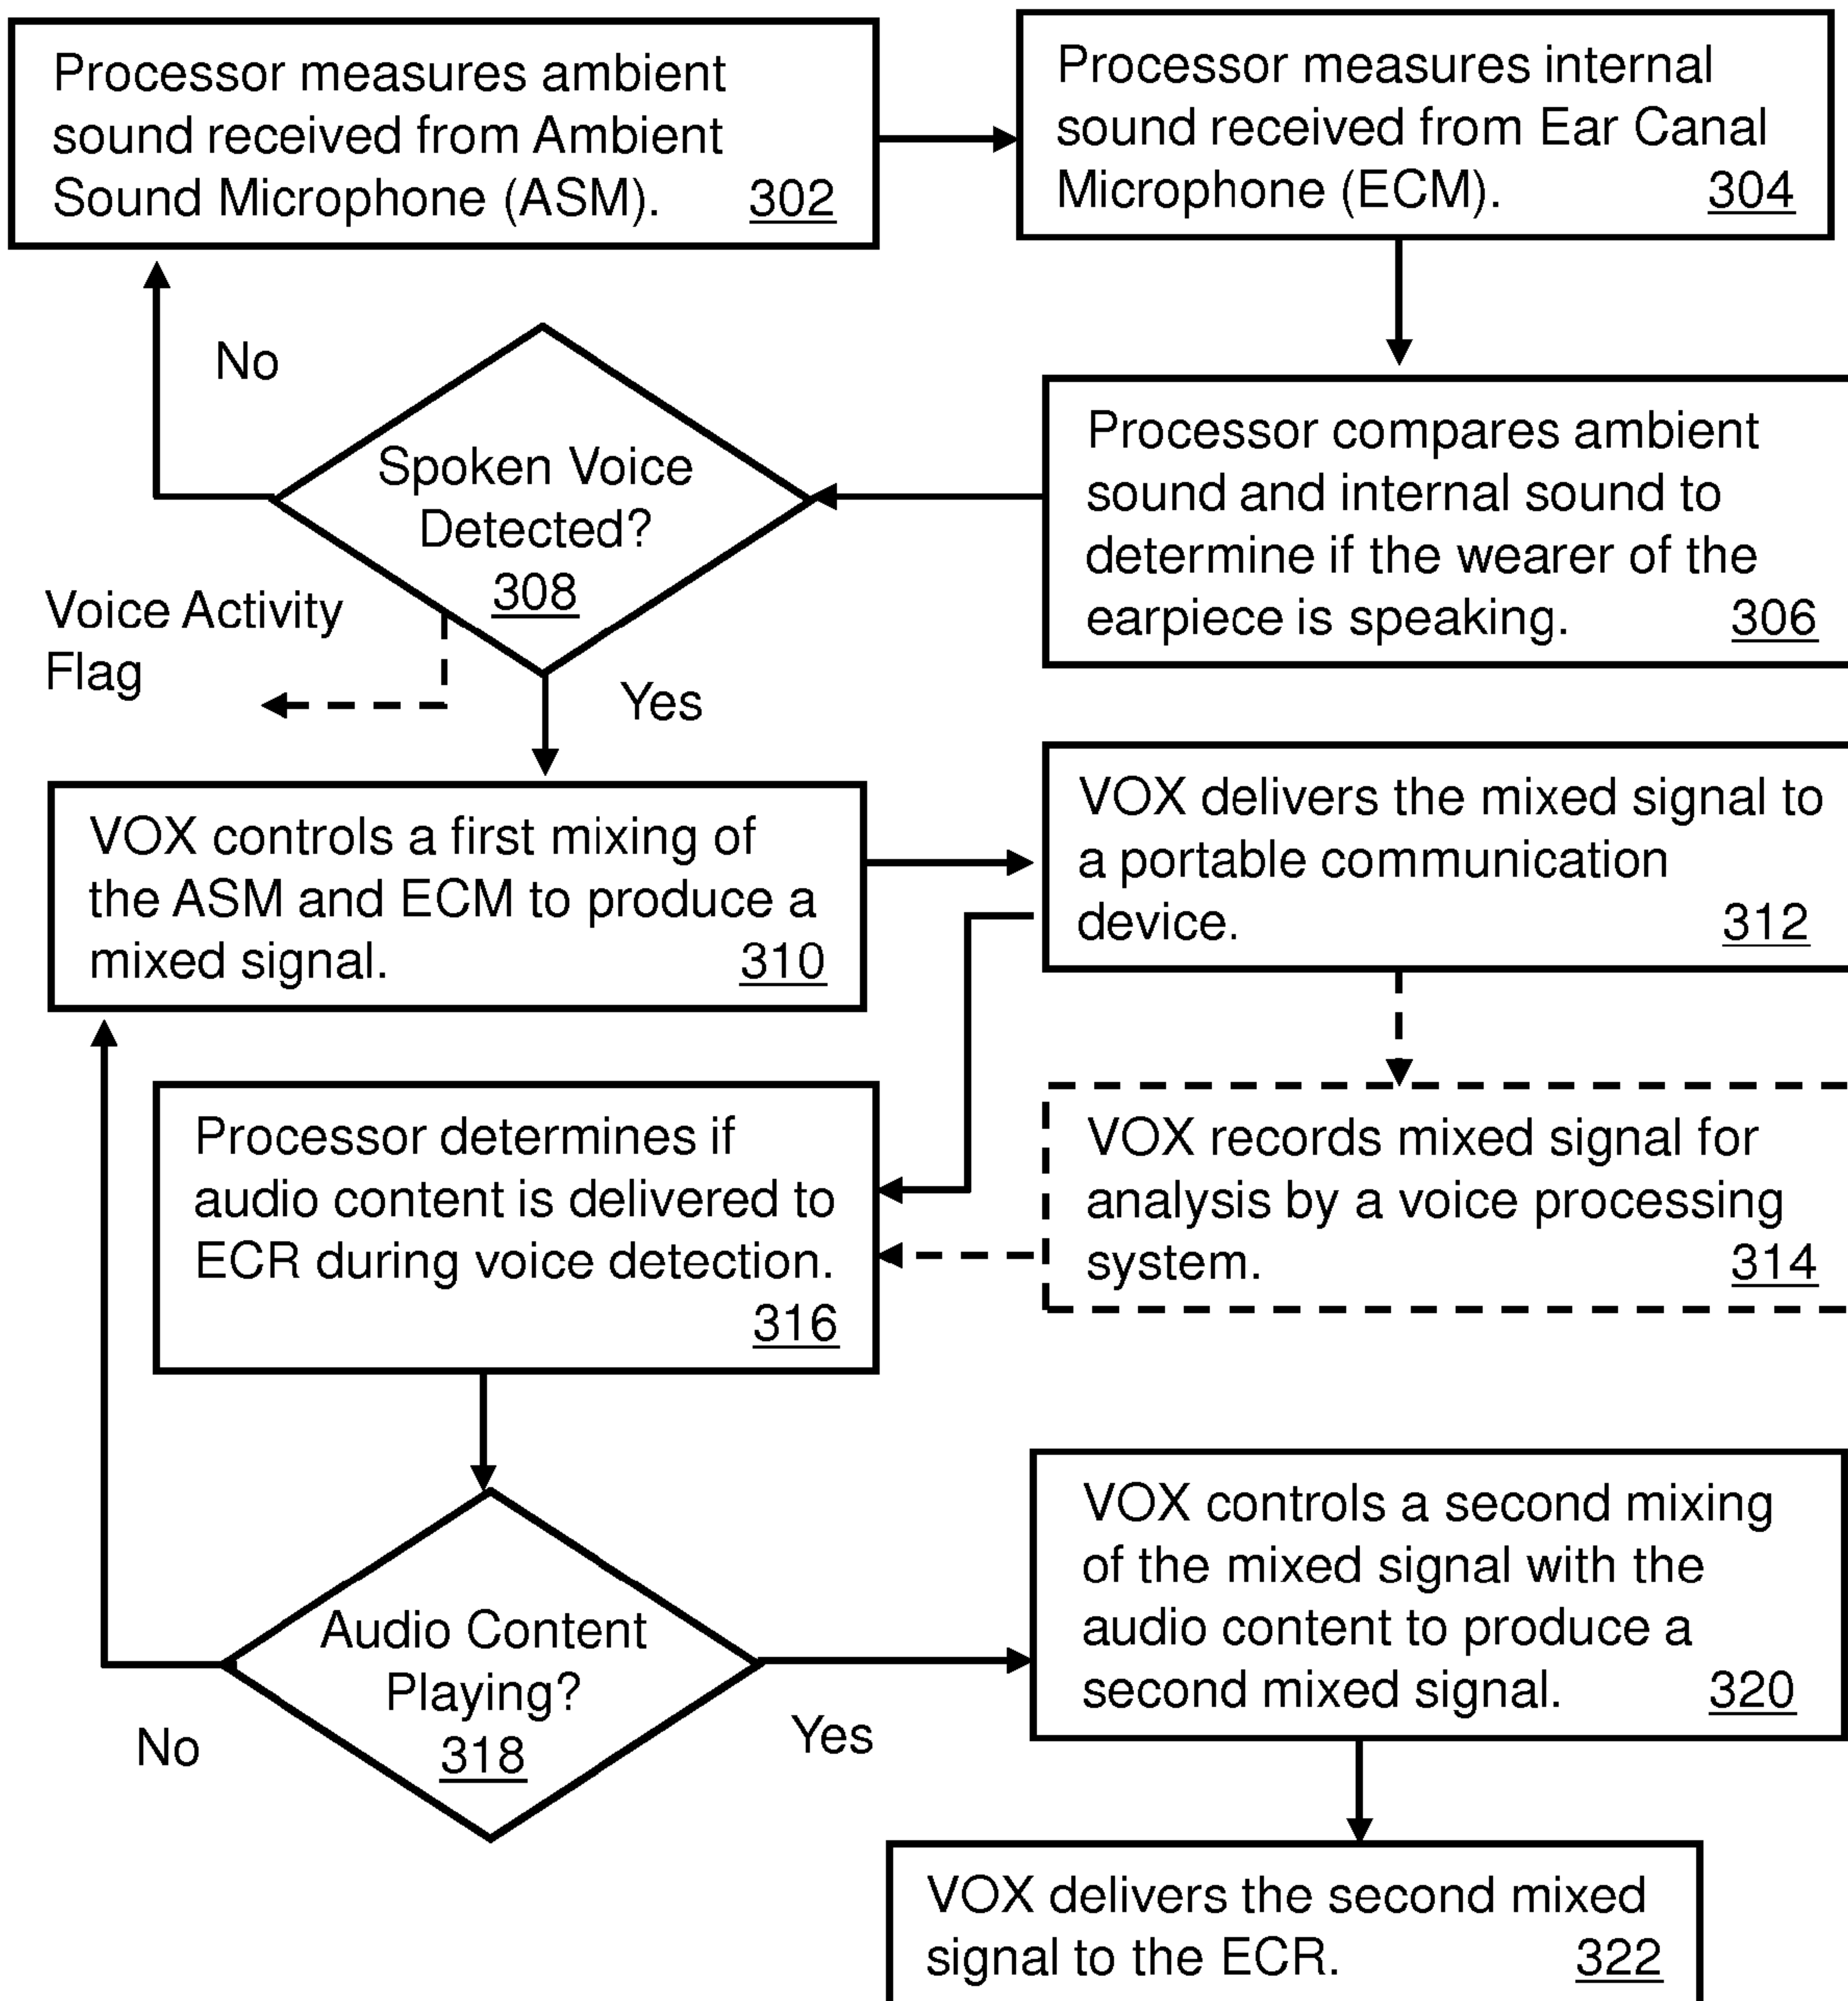 Processor measures ambient
sound received from Ambient
Sound Microphone (ASM). 302
Processor measures internal
sound received from Ear Canal
Microphone (ECM). 304
Processor compares ambient
sound and internal sound to
determine if the wearer of the
earpiece is speaking. 306
No
Spoken Voice
Detected?
308
Voice Activity
Flag
Yes
VOX controls a first mixing of
the ASM and ECM to produce a
mixed signal. 310
VOX delivers the mixed signal to
a portable communication
device. 312
VOX records mixed signal for
analysis by a voice processing
system. 314
Processor determines if
audio content is delivered to
ECR during voice detection.
316
Audio Content
Playing?
318
No
Yes
VOX controls a second mixing
of the mixed signal with the
audio content to produce a
second mixed signal. 320
VOX delivers the second mixed
signal to the ECR. 322